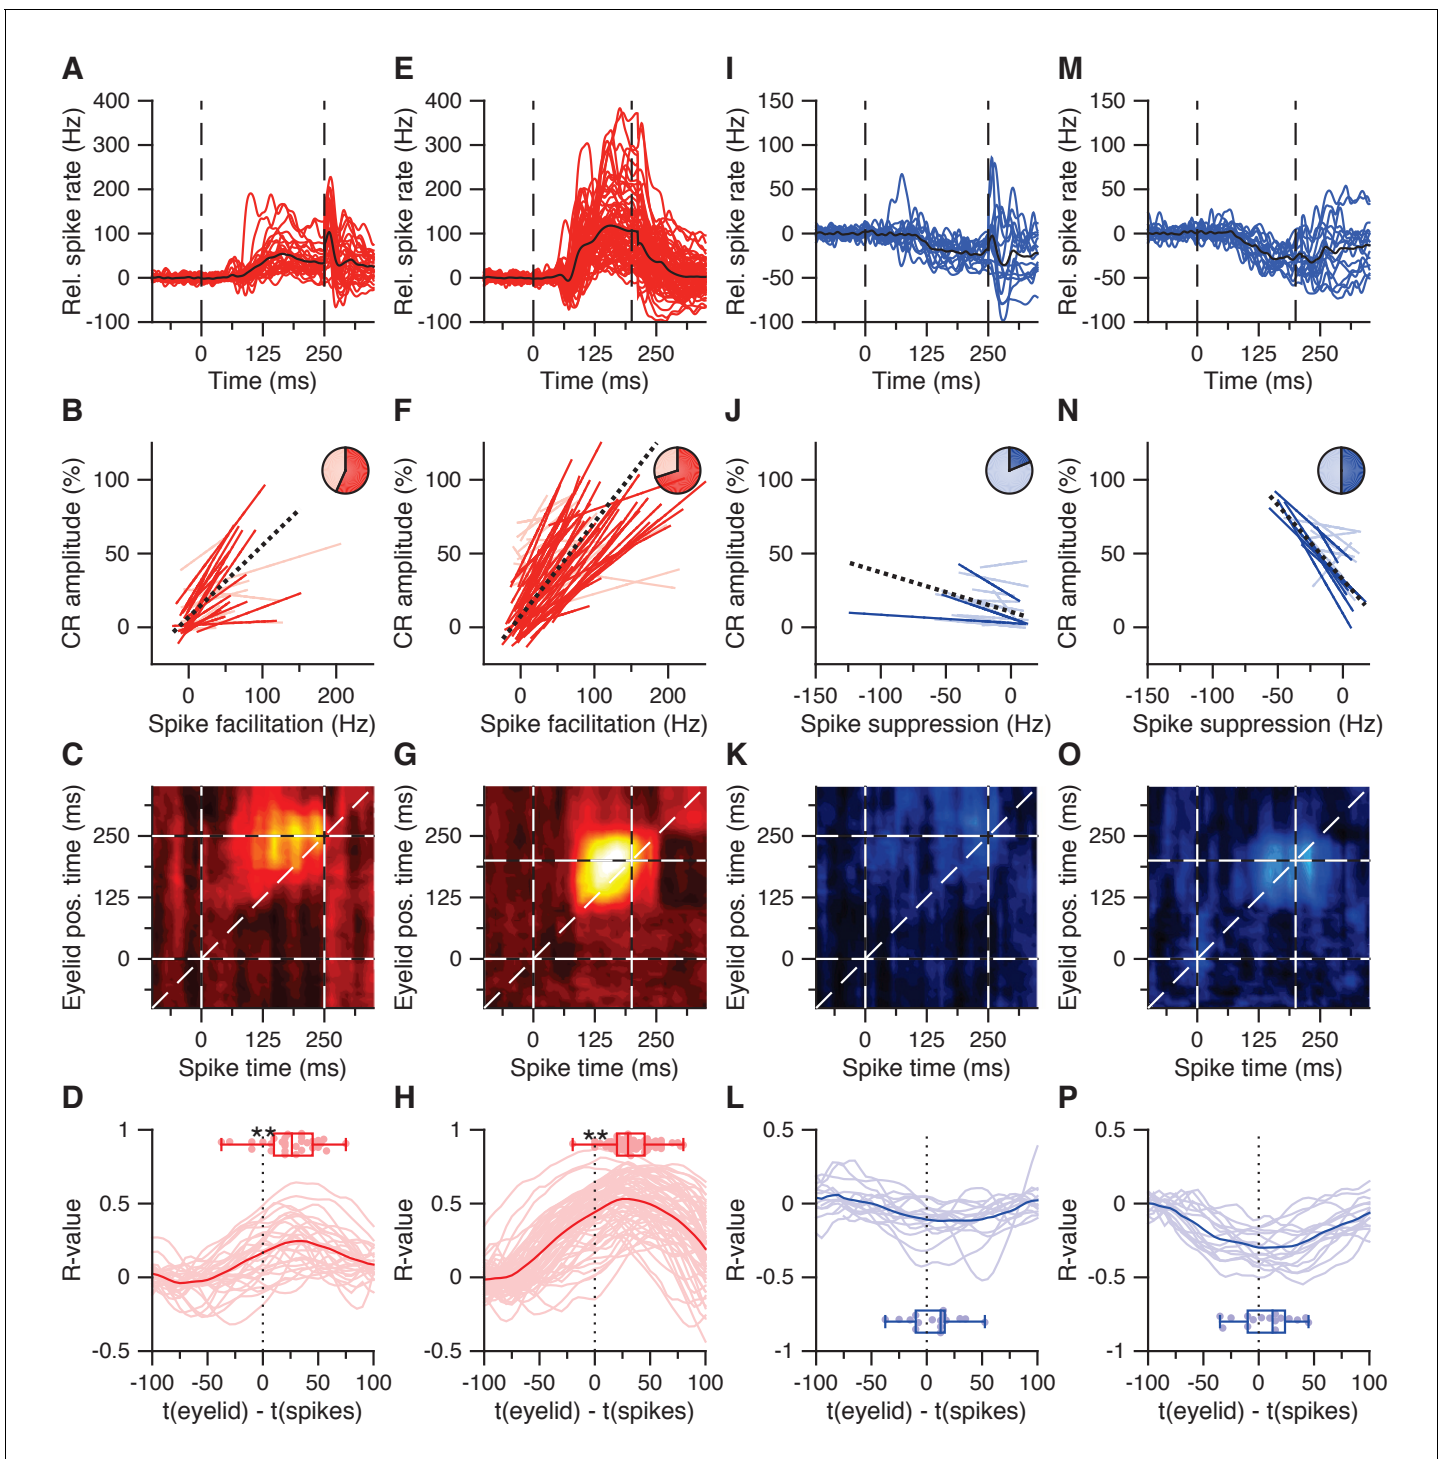 A
E
I
M
Rel. spike rate (Hz)
400
300
200
100
0
-100
0 125 250
Time (ms)
Rel. spike rate (Hz)
400
300
200
100
0
-100
0 125 250
Time (ms)
Rel. spike rate (Hz)
150
100
50
0
-50
-100
0 125 250
Time (ms)
Rel. spike rate (Hz)
150
100
50
0
-50
-100
0 125 250
Time (ms)
B
F
J
N
CR amplitude (%)
100
50
0
0 100 200
Spike facilitation (Hz)
CR amplitude (%)
100
50
0
0 100 200
Spike facilitation (Hz)
CR amplitude (%)
100
50
0
-150 -100 -50 0
Spike suppression (Hz)
CR amplitude (%)
100
50
0
-150 -100 -50 0
Spike suppression (Hz)
C
G
K
O
Eyelid pos. time (ms)
250
125
0
0 125 250
Spike time (ms)
Eyelid pos. time (ms)
250
125
0
0 125 250
Spike time (ms)
Eyelid pos. time (ms)
250
125
0
0 125 250
Spike time (ms)
Eyelid pos. time (ms)
250
125
0
0 125 250
Spike time (ms)
D
H
L
P
R-value
1
0.5
0
-0.5
**
-100 -50 0 50 100
t(eyelid) - t(spikes)
R-value
1
0.5
0
-0.5
**
-100 -50 0 50 100
t(eyelid) - t(spikes)
R-value
0.5
0
-0.5
-1
-100 -50 0 50 100
t(eyelid) - t(spikes)
R-value
0.5
0
-0.5
-1
-100 -50 0 50 100
t(eyelid) - t(spikes)